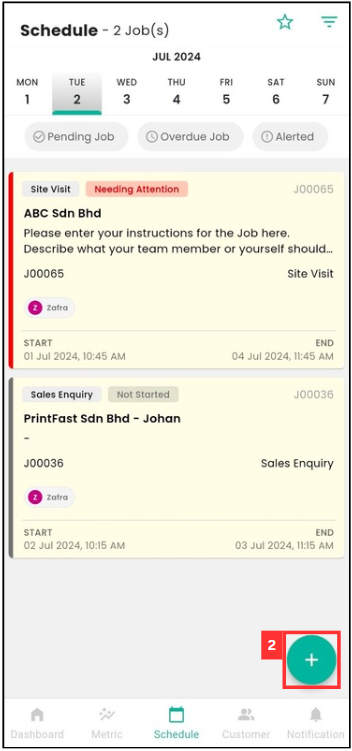 Schedule - 2 Job(s)
JUL 2024
MON TUE WED THU FRI SAT SUN
1 2 3 4 5 6 7
Pending Job Overdue Job Alerted
Site Visit Needing Attention J00065
ABC Sdn Bhd
Please enter your instructions for the Job here.
Describe what your team member or yourself should...
J00065 Site Visit
Z Zafra
START END
01 Jul 2024, 10:45 AM 04 Jul 2024, 11:45 AM
Sales Enquiry Not Started J00036
PrintFast Sdn Bhd - Johan
-
J00036 Sales Enquiry
Z Zafra
START END
02 Jul 2024, 10:15 AM 03 Jul 2024, 11:15 AM
2
+
Dashboard Metric Schedule Customer Notification